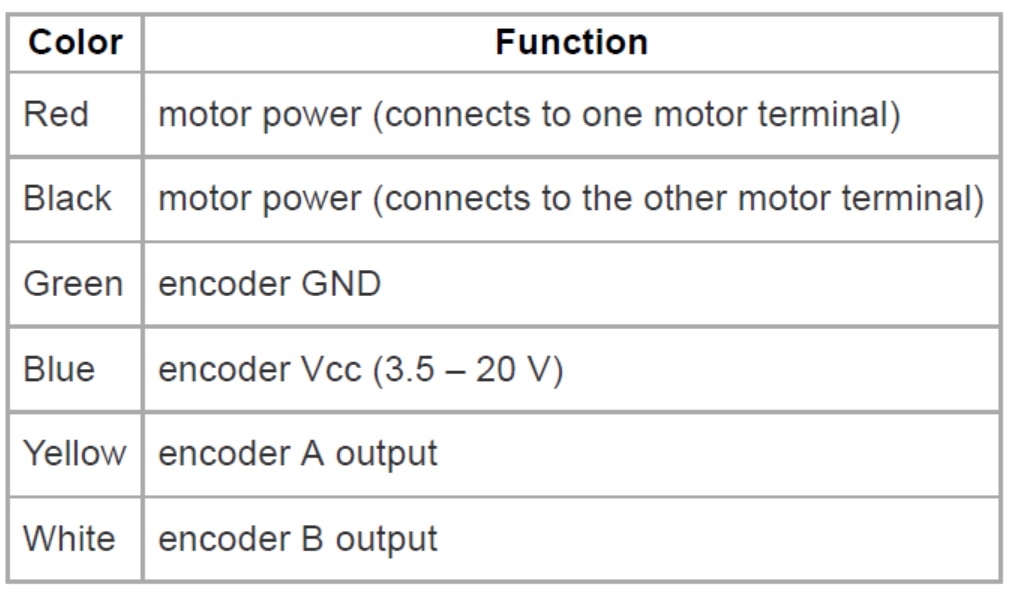 Color Function
Red motor power (connects to one motor terminal)
Black motor power (connects to the other motor terminal)
Green encoder GND
Blue encoder Vcc (3.5 – 20 V)
Yellow encoder A output
White encoder B output